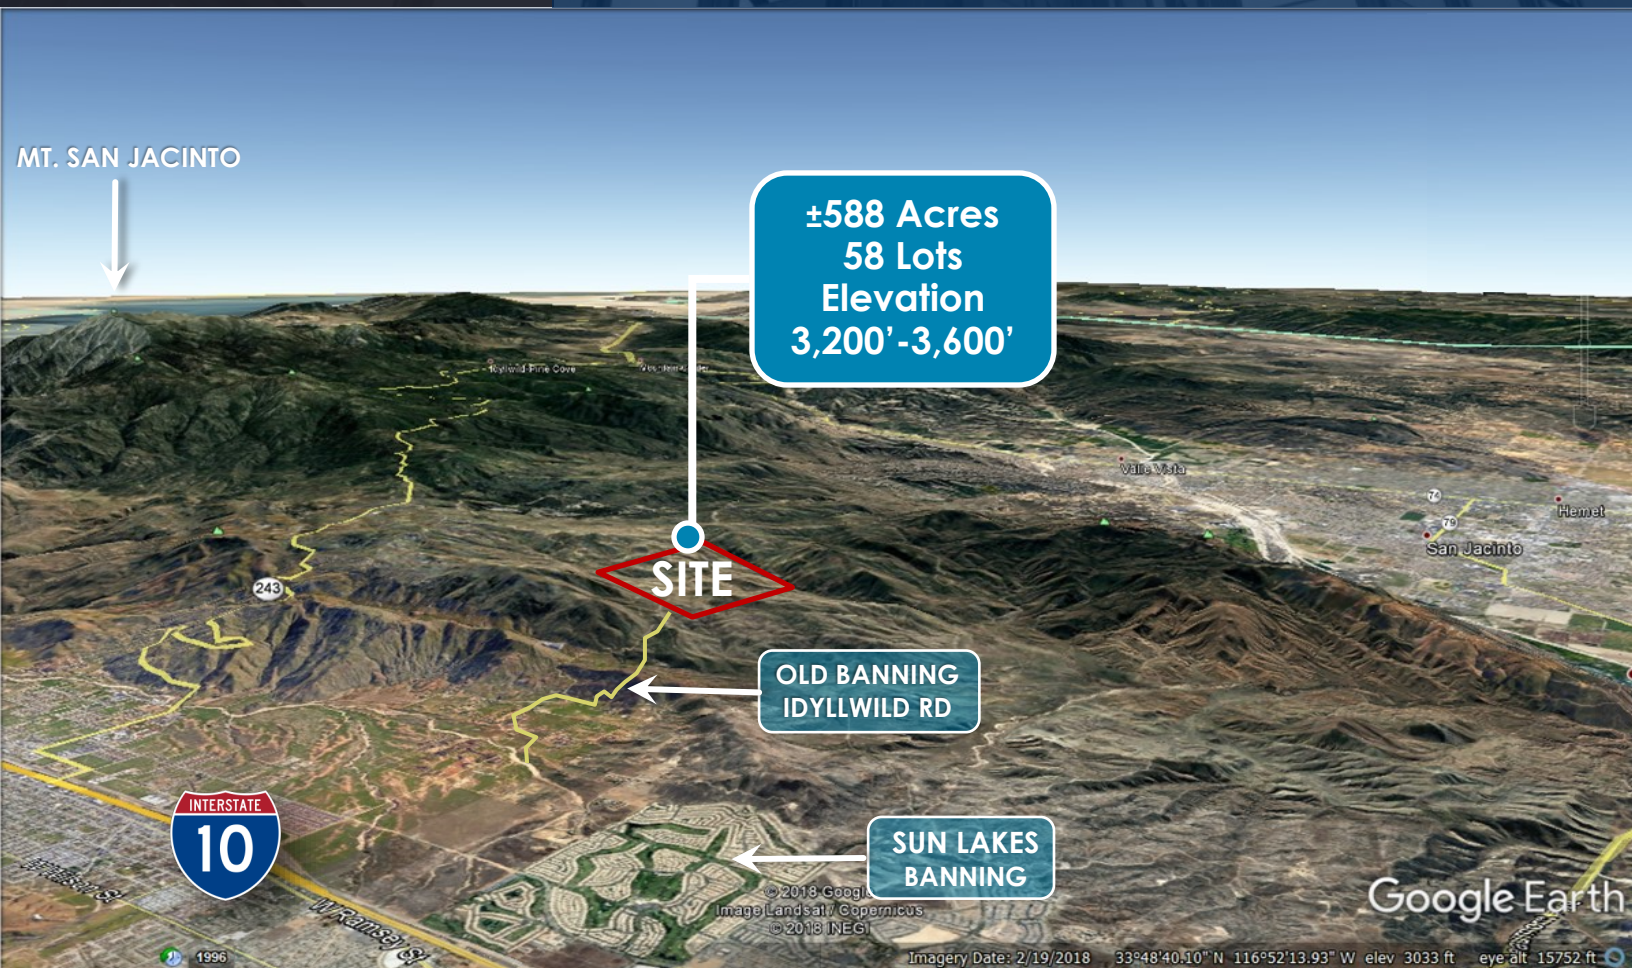 MT. SAN JACINTO
±588 Acres
58 Lots
Elevation
3,200’-3,600’
Idyllwild-Pine Cove
Valle Vista
74
Hemet
79
San Jacinto
SITE
243
OLD BANNING
IDYLLWILD RD
INTERSTATE
10
SUN LAKES
BANNING
W Ramsey St
© 2018 Google
Image Landsat / Copernicus
© 2018 INEGI
Google Earth
1996
Imagery Date: 2/19/2018 33°48'40.10" N 116°52'13.93" W elev 3033 ft eye alt 15752 ft